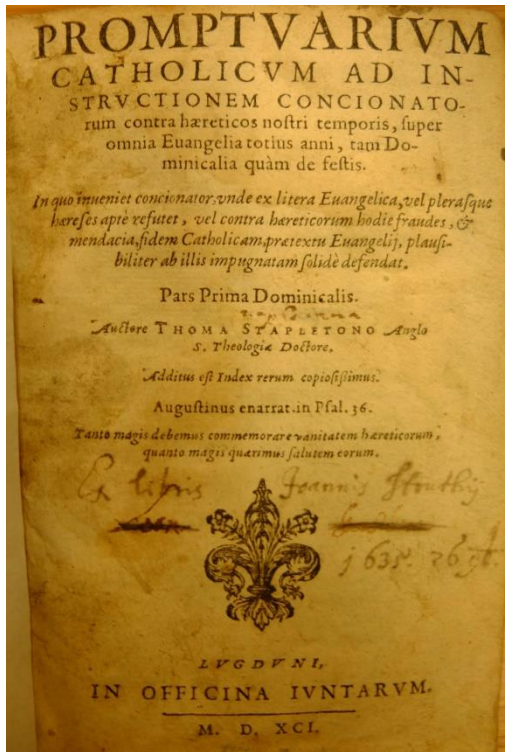 PROMPTVARIVM
CATHOLICVM AD IN-
STRVCTIONEM CONCIONATO-
rum contra hæreticos noſtri temporis, ſuper
omnia Euangelia totius anni, tam Do-
minicalia quàm de feſtis.
In quo inueniet concionator, vnde ex litera Euangelica, vel pleraſque
hæreſes aptè refutet, vel contra hæreticorum hodie fraudes, &
mendacia, fidem Catholicam, prætextu Euangelij, plauſi-
biliter ab illis impugnatam ſolidè defendat.
Pars Prima Dominicalis.
Auctore THOMA STAPLETONO Anglo
S. Theologiæ Doctore.
Additus eſt Index rerum copioſiſsimus.
Auguſtinus enarrat. in Pſal. 36.
Tanto magis debemus commemorare vanitatem hæreticorum,
quanto magis quærimus ſalutem eorum.
Ex libris Joannis
1635. 26
LVGDVNI,
IN OFFICINA IVNTARVM.
M. D. XCI.